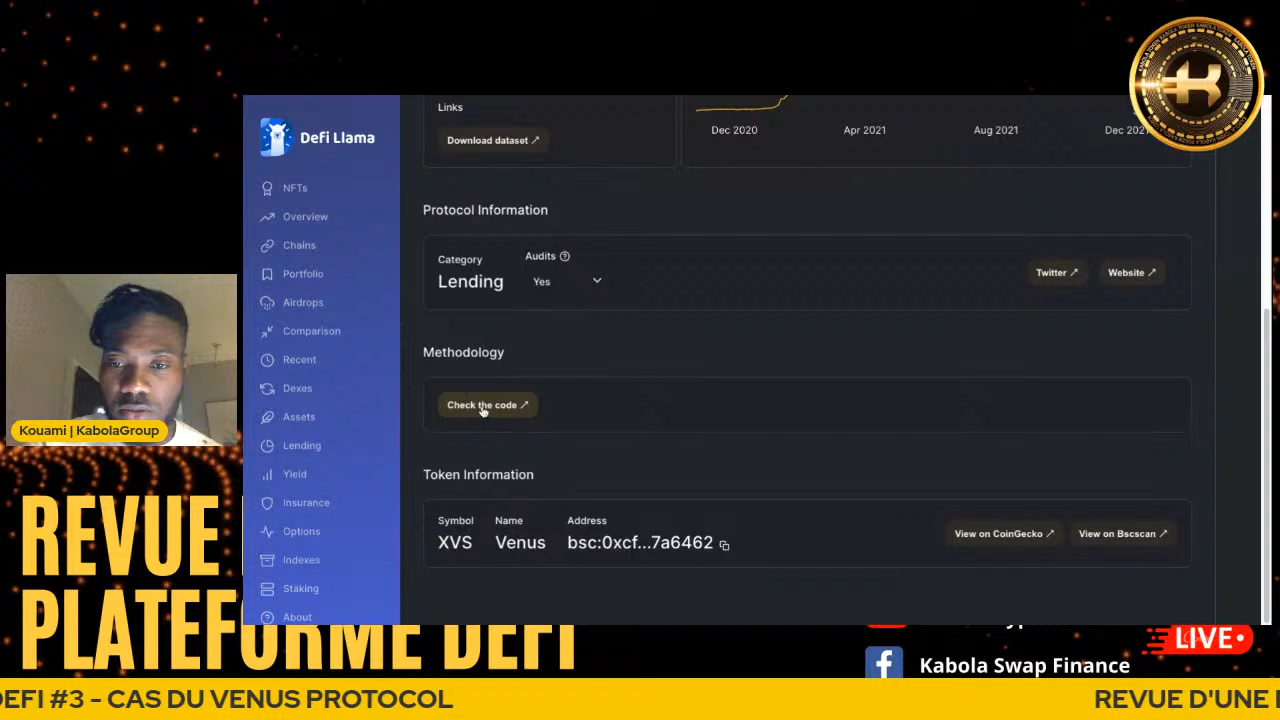 Links
Download dataset
Dec 2020
Apr 2021
Aug 2021
Defi Llama
NFTs
Overview
Chains
Portfolio
Airdrops
Comparison
Recent
Dexes
Assets
Lending
Yield
Insurance
Options
Indexes
Staking
About
Protocol Information
Category
Lending
Audits
Yes
Twitter
Website
Methodology
Check the code
Token Information
Symbol
XVS
Name
Venus
Address
bsc:0xcf...7a6462
View on CoinGecko
View on Bscscan
Kouami | KabolaGroup
REVUE
PLATEFORME DEFI
LIVE
Kabola Swap Finance
DEFI #3 - CAS DU VENUS PROTOCOL
REVUE D'UNE